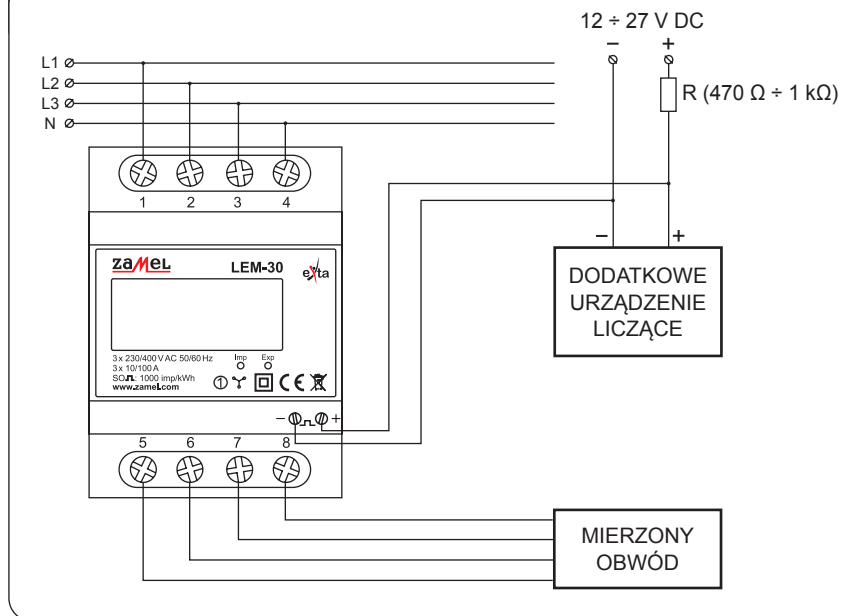 12 ÷ 27 V DC
− +
L1
L2
L3
N
R (470 Ω ÷ 1 kΩ)
1 2 3 4
− +
zaMeL LEM-30 exta
DODATKOWE
URZĄDZENIE
LICZĄCE
3 x 230/400 V AC 50/60 Hz
3 x 10/100 A
SO: 1000 imp/kWh
www.zamel.com
Imp Exp
1
CE
− +
5 6 7 8
MIERZONY
OBWÓD